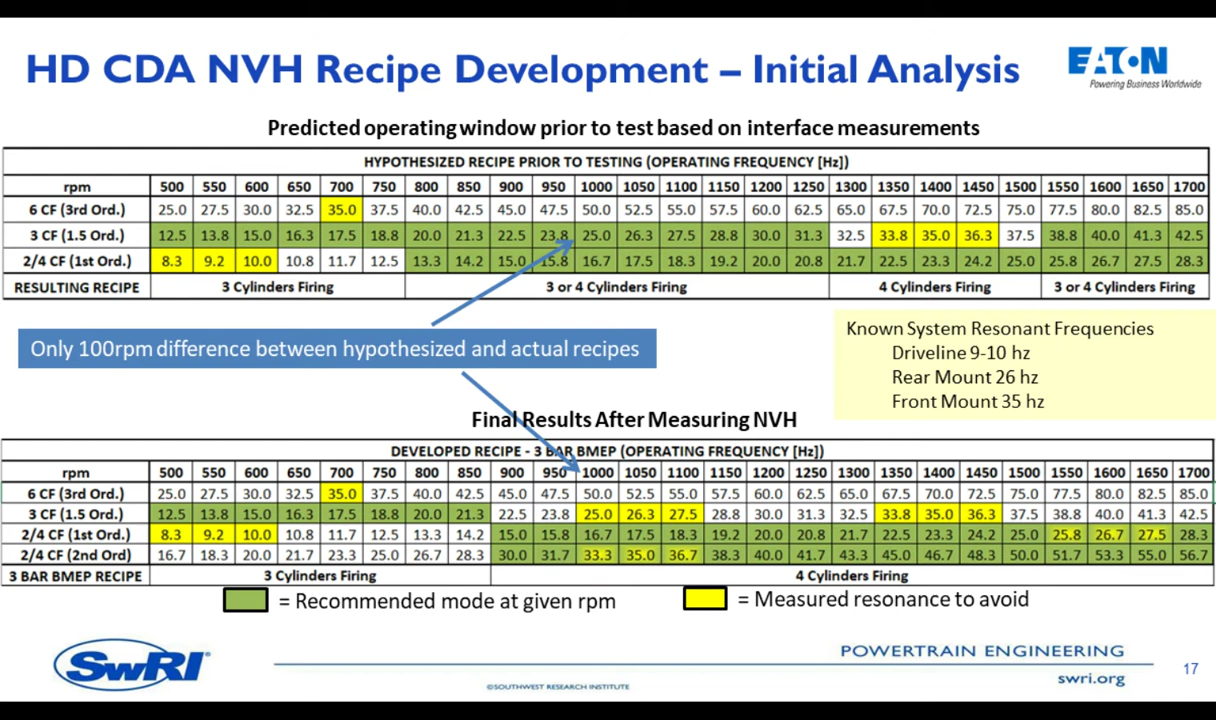 HD CDA NVH Recipe Development – Initial Analysis
EATON
Powering Business Worldwide
Predicted operating window prior to test based on interface measurements
HYPOTHESIZED RECIPE PRIOR TO TESTING (OPERATING FREQUENCY [Hz])
rpm 500 550 600 650 700 750 800 850 900 950 1000 1050 1100 1150 1200 1250 1300 1350 1400 1450 1500 1550 1600 1650 1700
6 CF (3rd Ord.) 25.0 27.5 30.0 32.5 35.0 37.5 40.0 42.5 45.0 47.5 50.0 52.5 55.0 57.5 60.0 62.5 65.0 67.5 70.0 72.5 75.0 77.5 80.0 82.5 85.0
3 CF (1.5 Ord.) 12.5 13.8 15.0 16.3 17.5 18.8 20.0 21.3 22.5 23.8 25.0 26.3 27.5 28.8 30.0 31.3 32.5 33.8 35.0 36.3 37.5 38.8 40.0 41.3 42.5
2/4 CF (1st Ord.) 8.3 9.2 10.0 10.8 11.7 12.5 13.3 14.2 15.0 15.8 16.7 17.5 18.3 19.2 20.0 20.8 21.7 22.5 23.3 24.2 25.0 25.8 26.7 27.5 28.3
RESULTING RECIPE 3 Cylinders Firing 3 or 4 Cylinders Firing 4 Cylinders Firing 3 or 4 Cylinders Firing
Only 100rpm difference between hypothesized and actual recipes
Known System Resonant Frequencies
Driveline 9-10 hz
Rear Mount 26 hz
Front Mount 35 hz
Final Results After Measuring NVH
DEVELOPED RECIPE - 3 BAR BMEP (OPERATING FREQUENCY [Hz])
rpm 500 550 600 650 700 750 800 850 900 950 1000 1050 1100 1150 1200 1250 1300 1350 1400 1450 1500 1550 1600 1650 1700
6 CF (3rd Ord.) 25.0 27.5 30.0 32.5 35.0 37.5 40.0 42.5 45.0 47.5 50.0 52.5 55.0 57.5 60.0 62.5 65.0 67.5 70.0 72.5 75.0 77.5 80.0 82.5 85.0
3 CF (1.5 Ord.) 12.5 13.8 15.0 16.3 17.5 18.8 20.0 21.3 22.5 23.8 25.0 26.3 27.5 28.8 30.0 31.3 32.5 33.8 35.0 36.3 37.5 38.8 40.0 41.3 42.5
2/4 CF (1st Ord.) 8.3 9.2 10.0 10.8 11.7 12.5 13.3 14.2 15.0 15.8 16.7 17.5 18.3 19.2 20.0 20.8 21.7 22.5 23.3 24.2 25.0 25.8 26.7 27.5 28.3
2/4 CF (2nd Ord) 16.7 18.3 20.0 21.7 23.3 25.0 26.7 28.3 30.0 31.7 33.3 35.0 36.7 38.3 40.0 41.7 43.3 45.0 46.7 48.3 50.0 51.7 53.3 55.0 56.7
3 BAR BMEP RECIPE 3 Cylinders Firing 4 Cylinders Firing
= Recommended mode at given rpm
= Measured resonance to avoid
SwRI®
©SOUTHWEST RESEARCH INSTITUTE
POWERTRAIN ENGINEERING
swri.org
17